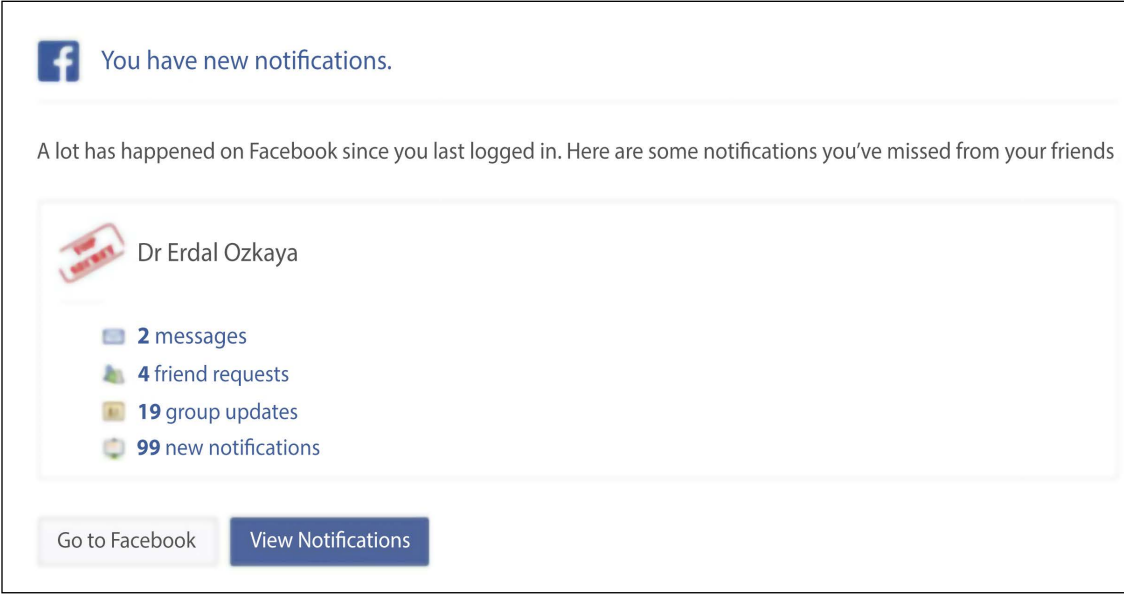 You have new notifications.
A lot has happened on Facebook since you last logged in. Here are some notifications you've missed from your friends
TOP
SECRET
Dr Erdal Ozkaya
2 messages
4 friend requests
19 group updates
99 new notifications
Go to Facebook
View Notifications